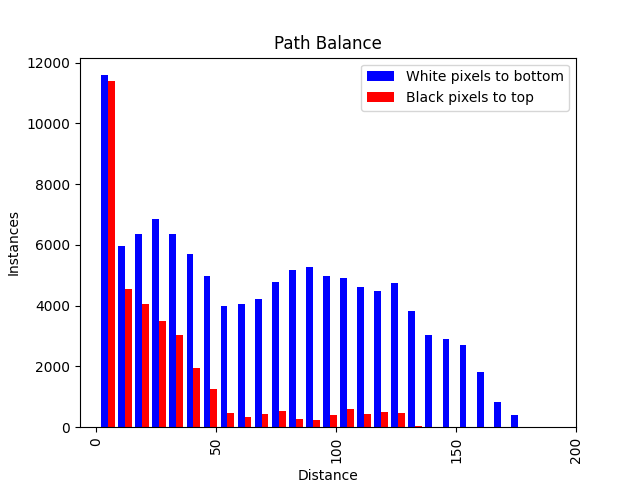 Path Balance
White pixels to bottom
Black pixels to top
12000
10000
8000
6000
4000
2000
0
Instances
0
50
100
150
200
Distance